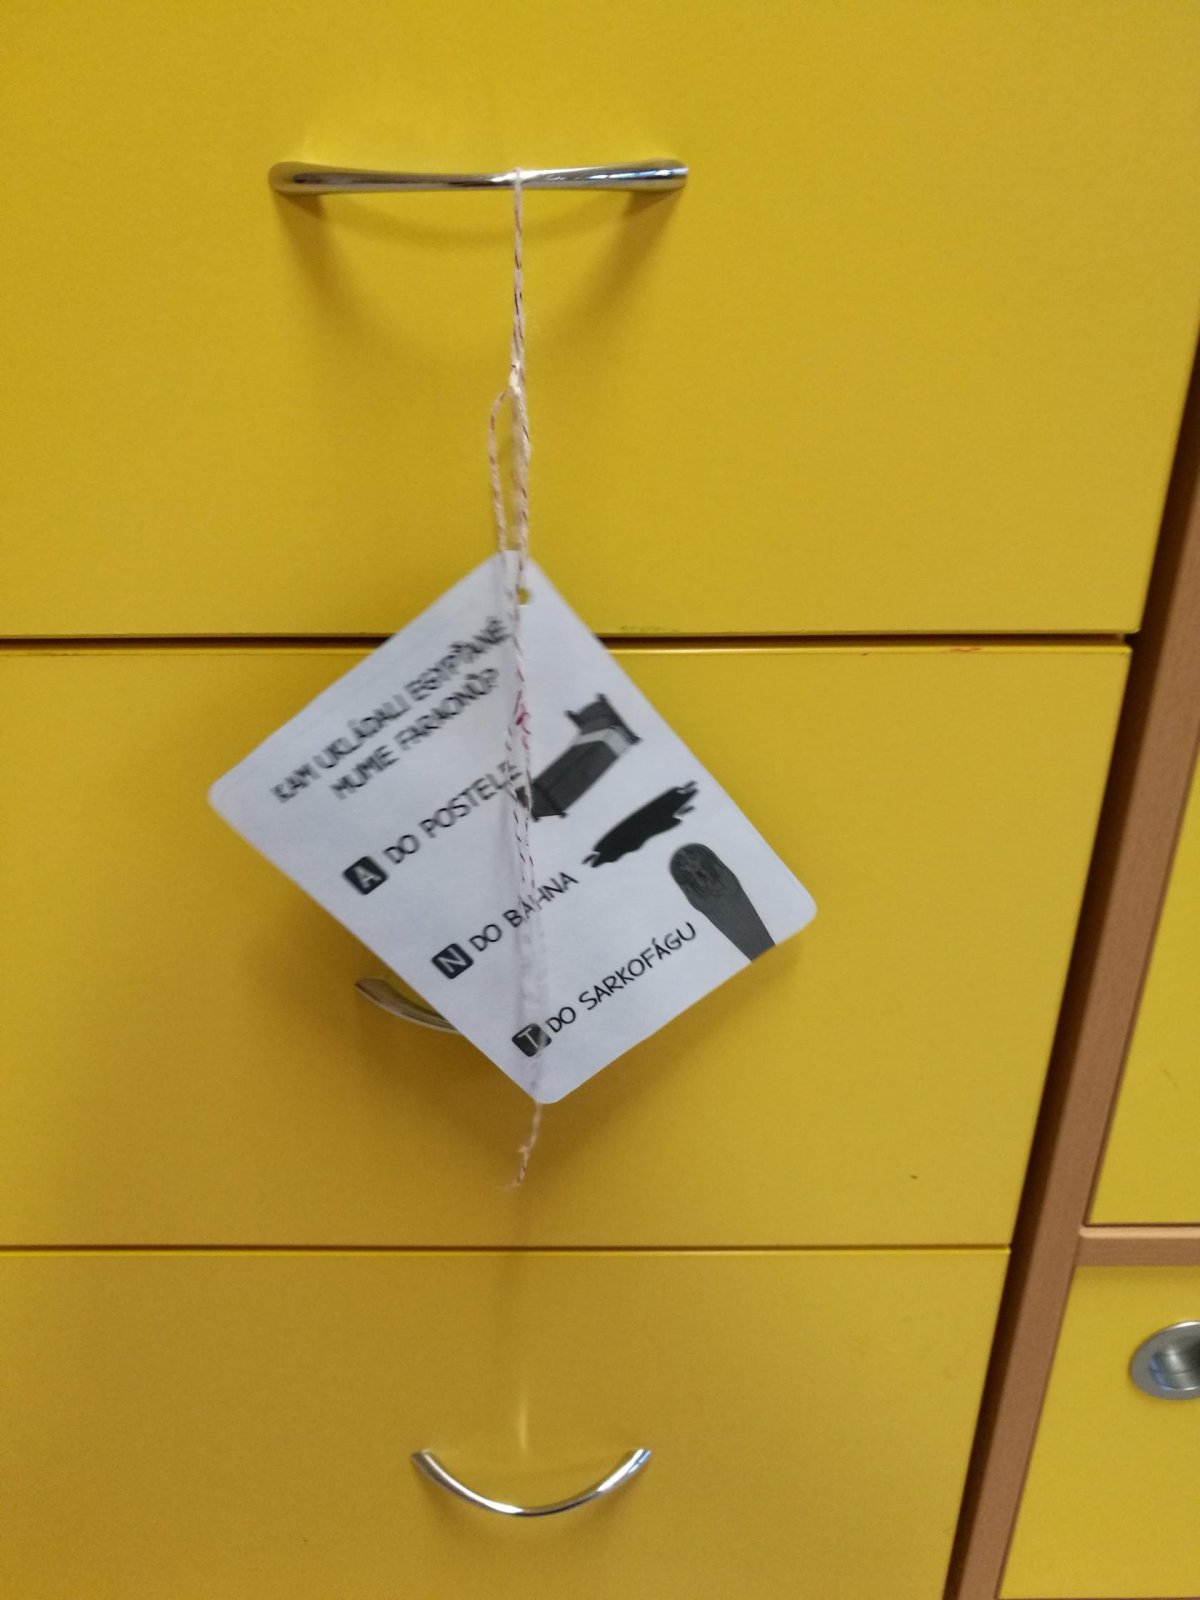 KAM UKLÁDALI EGYPŤANÉ
MUMIE FARAONŮ?
A DO POSTELE
N DO BAHNA
T DO SARKOFÁGU